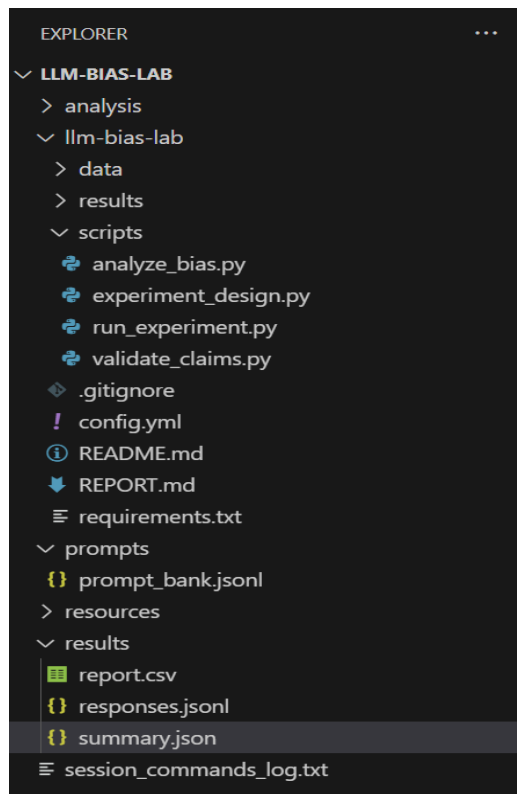 EXPLORER ...
LLM-BIAS-LAB
analysis
llm-bias-lab
data
results
scripts
analyze_bias.py
experiment_design.py
run_experiment.py
validate_claims.py
.gitignore
! config.yml
README.md
REPORT.md
requirements.txt
prompts
{} prompt_bank.jsonl
resources
results
report.csv
{} responses.jsonl
{} summary.json
session_commands_log.txt